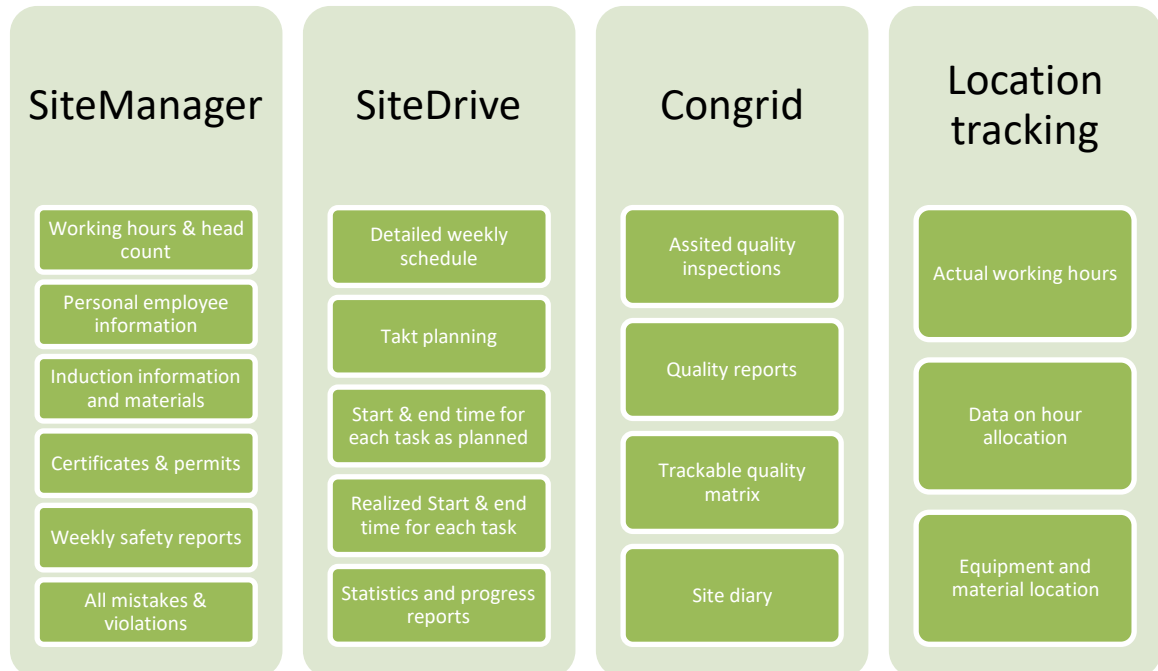 SiteManager
Working hours & head
count
Personal employee
information
Induction information
and materials
Certificates & permits
Weekly safety reports
All mistakes &
violations
SiteDrive
Detailed weekly
schedule
Takt planning
Start & end time for
each task as planned
Realized Start & end
time for each task
Statistics and progress
reports
Congrid
Assited quality
inspections
Quality reports
Trackable quality
matrix
Site diary
Location
tracking
Actual working hours
Data on hour
allocation
Equipment and
material location